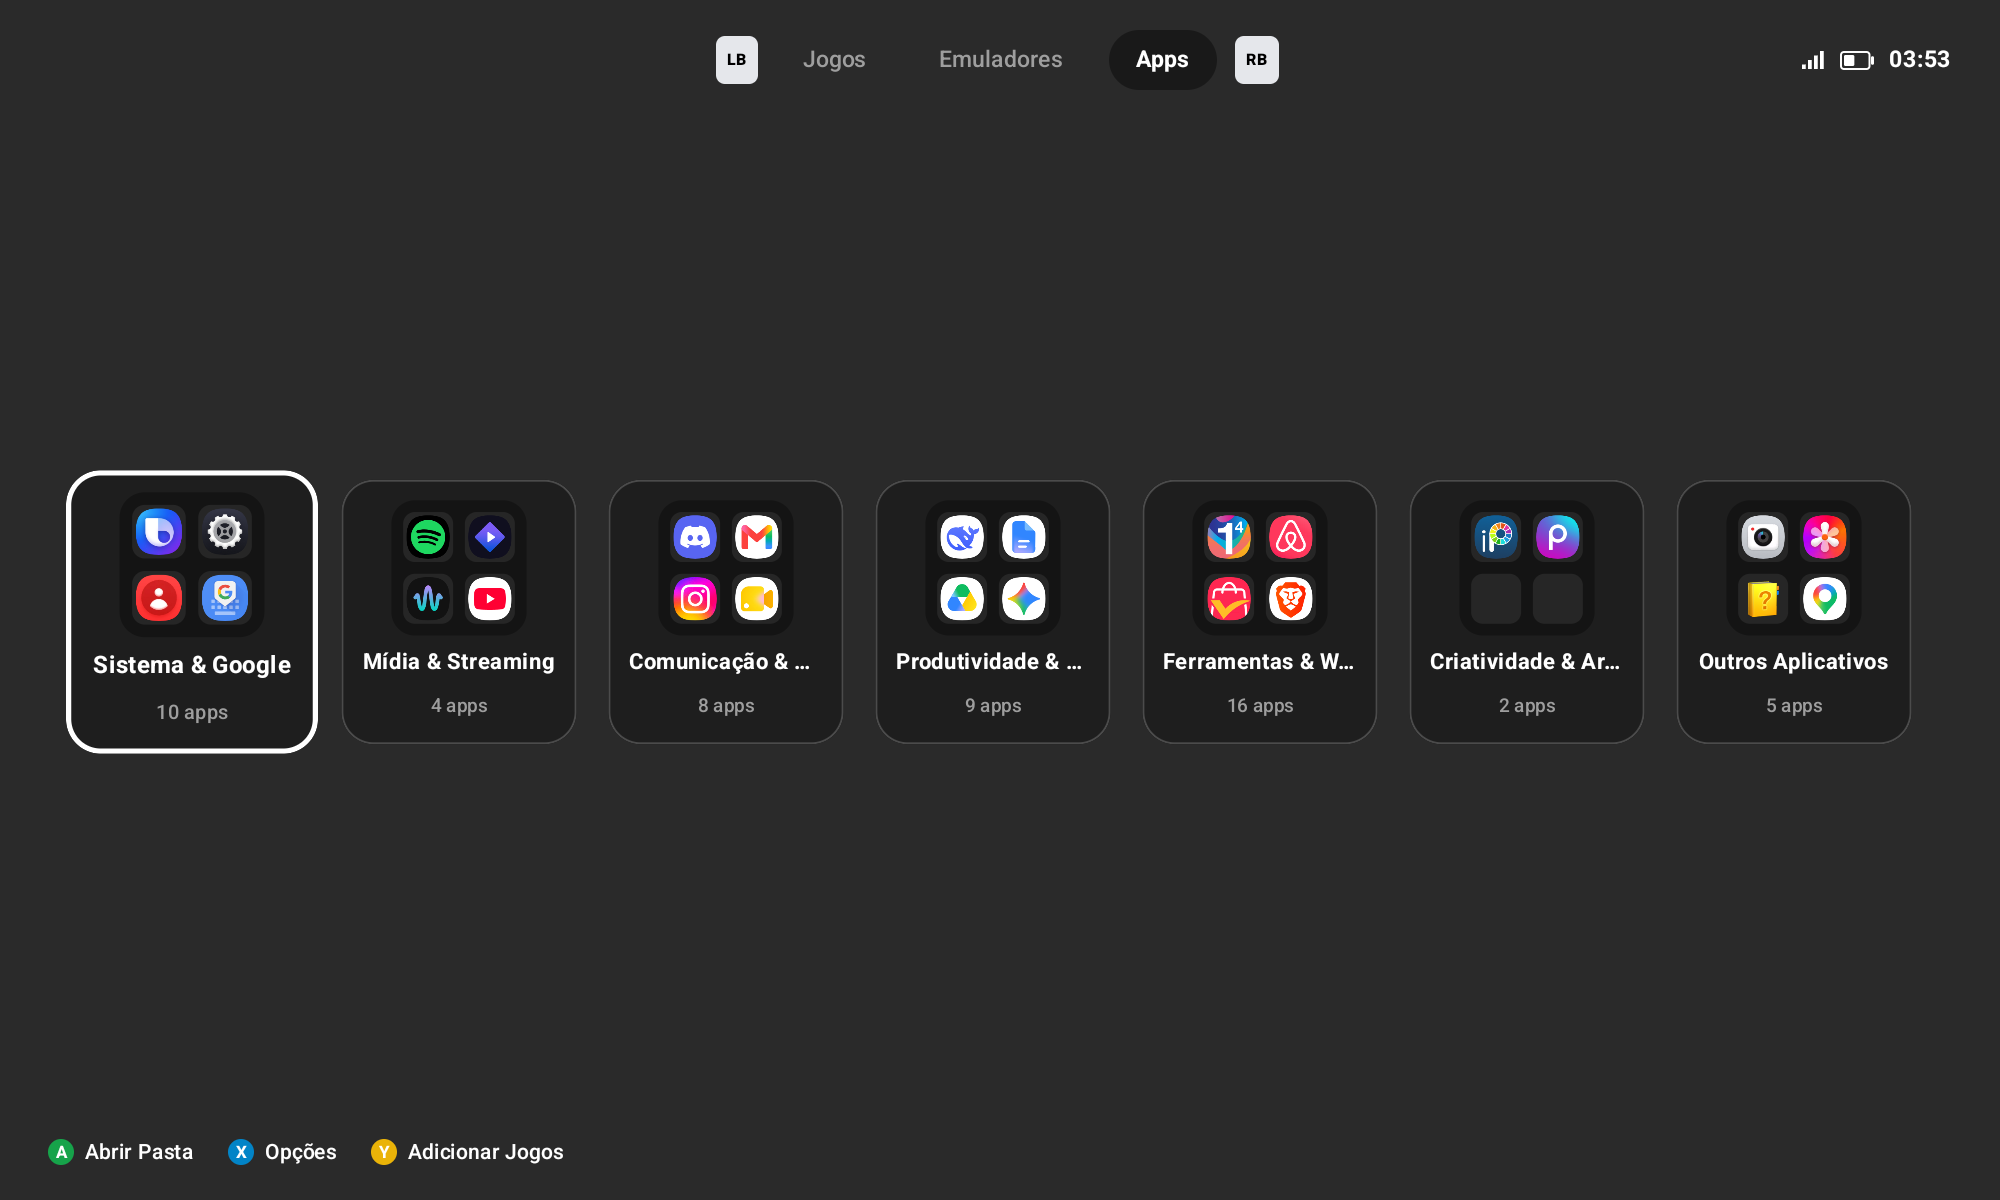 LB Jogos Emuladores Apps RB 03:53
Sistema & Google
10 apps
Mídia & Streaming
4 apps
Comunicação & ...
8 apps
Produtividade & ...
9 apps
Ferramentas & W...
16 apps
Criatividade & Ar...
2 apps
Outros Aplicativos
5 apps
A Abrir Pasta X Opções Y Adicionar Jogos